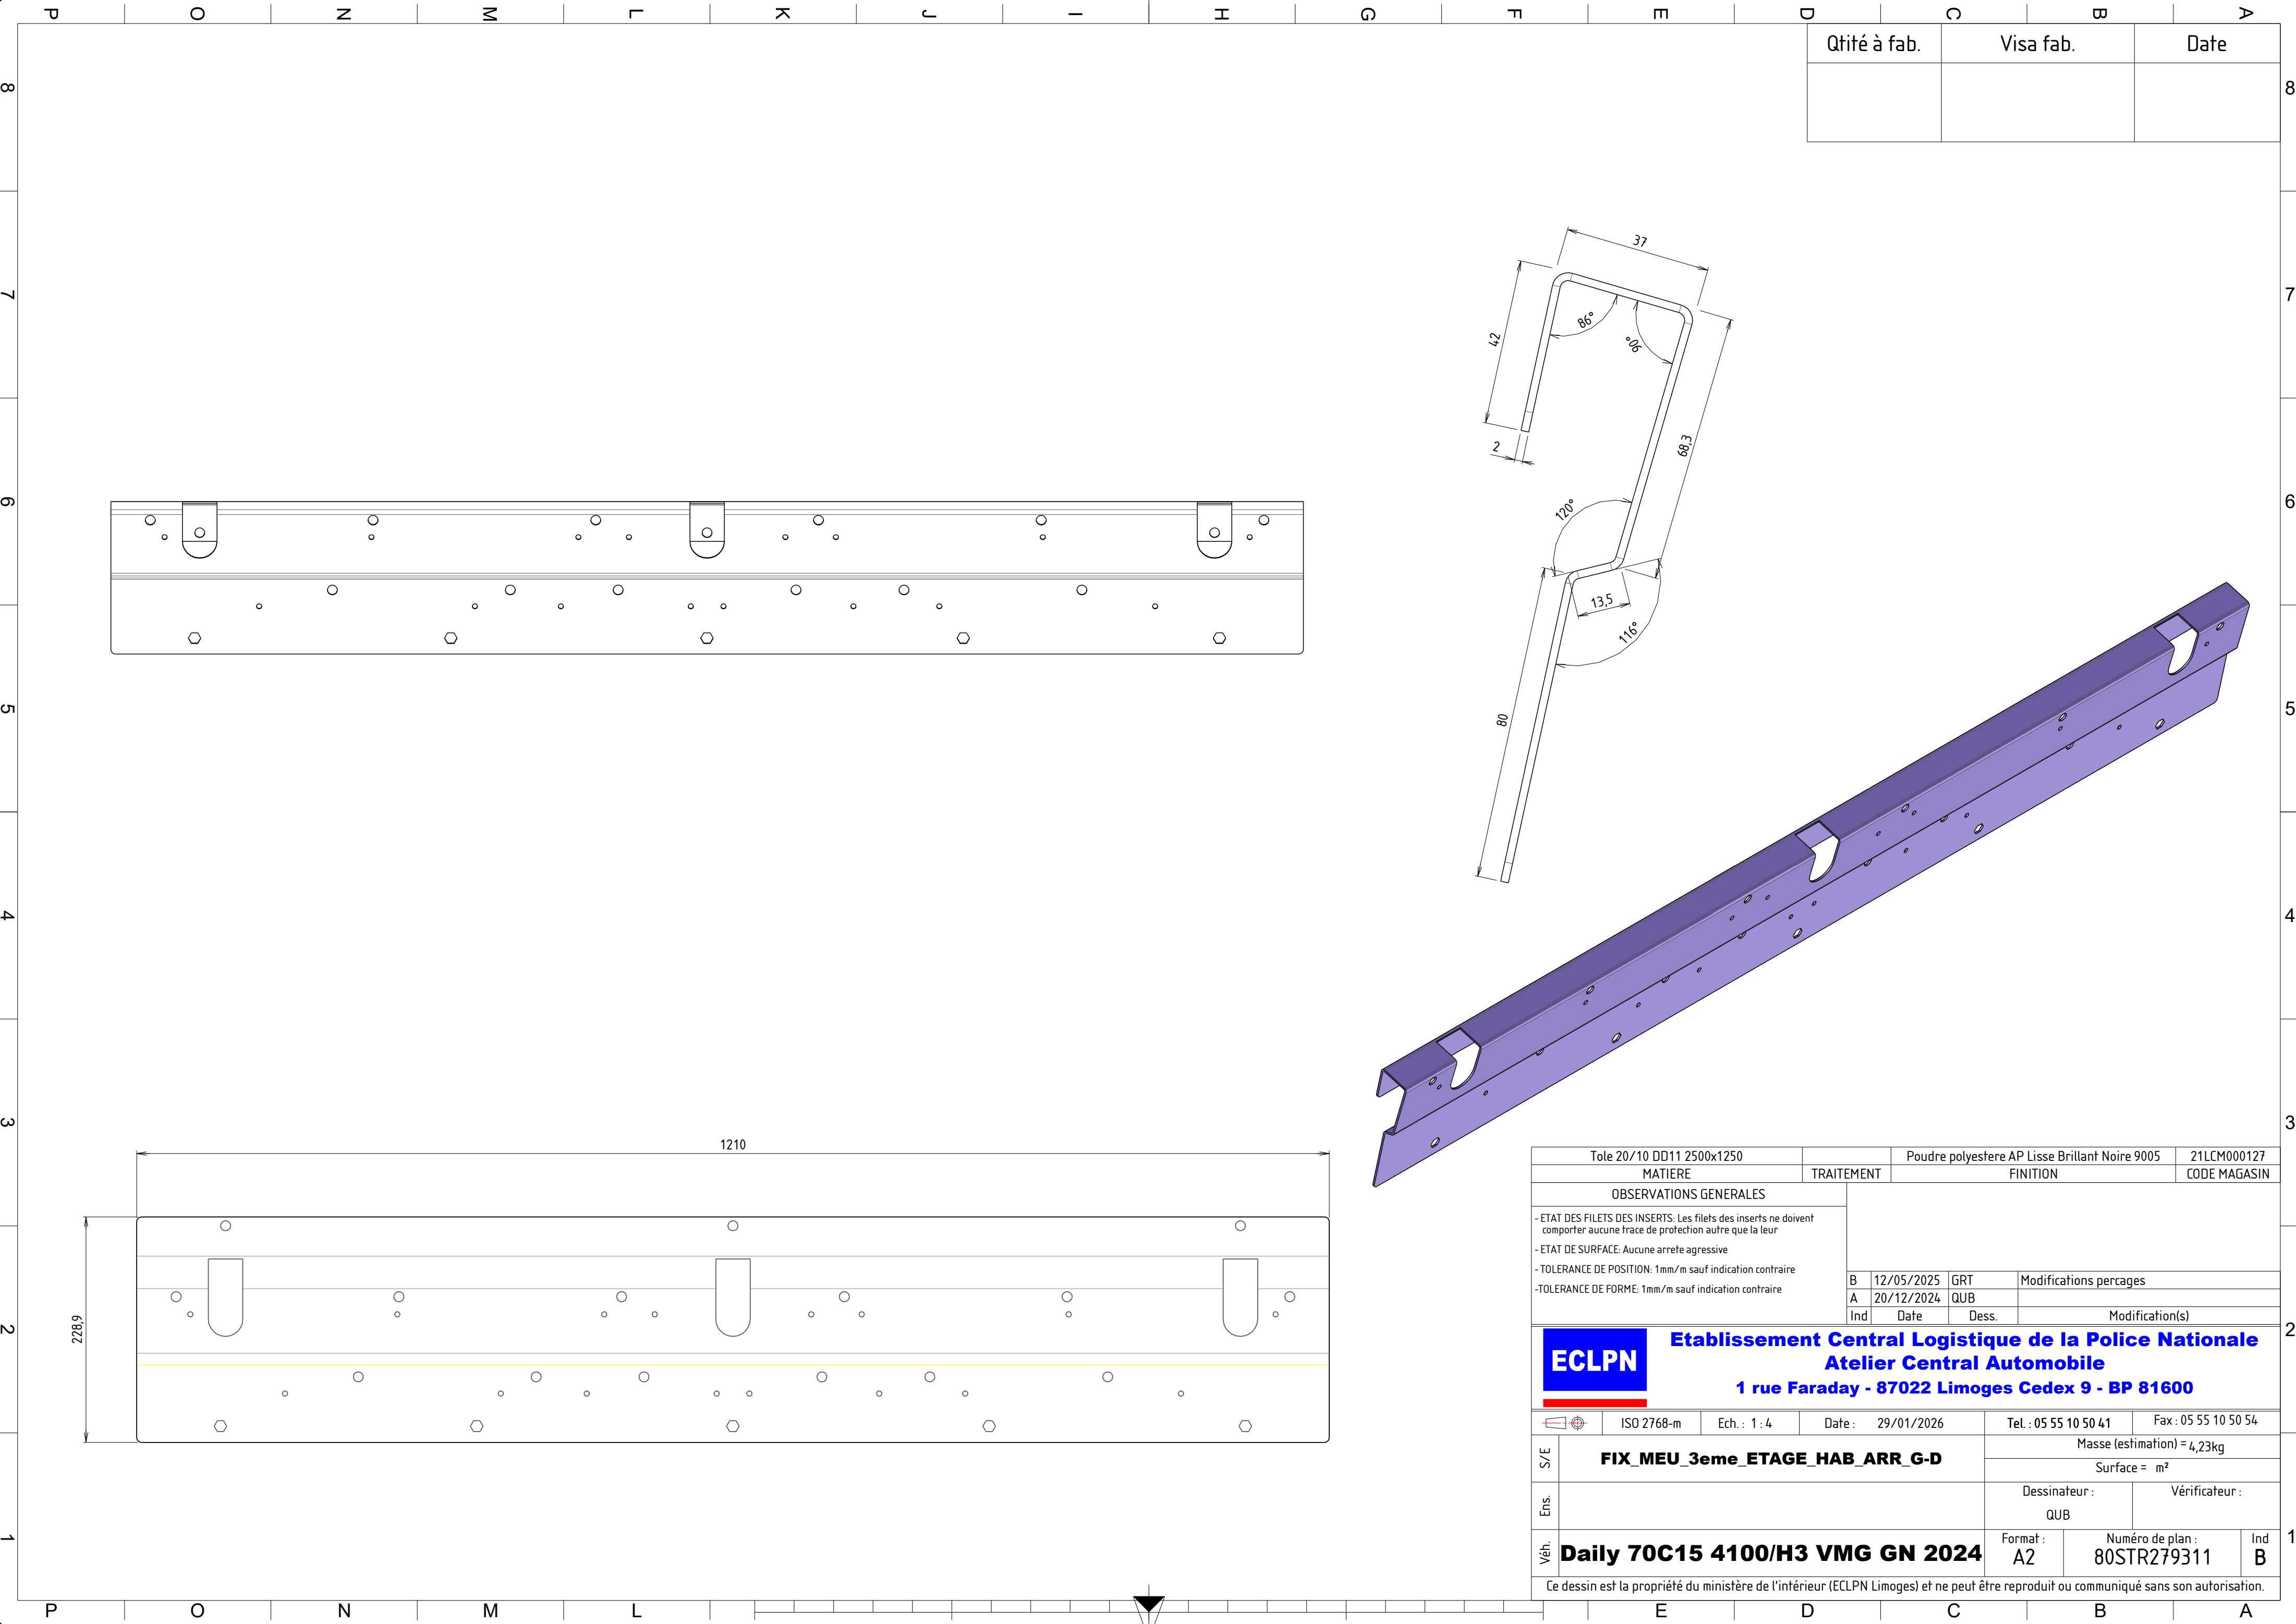 P O N M L K J I H G F E D C B A
Qtité à fab. Visa fab. Date
8 8
7 7
6 6
5 5
4 4
3 3
2 2
1 1
37
42
86°
90°
2
68,3
120°
13,5
116°
80
1210
228,9
Tole 20/10 DD11 2500x1250 Poudre polyestere AP Lisse Brillant Noire 9005 21LCM000127
MATIERE TRAITEMENT FINITION CODE MAGASIN
OBSERVATIONS GENERALES
- ETAT DES FILETS DES INSERTS: Les filets des inserts ne doivent
comporter aucune trace de protection autre que la leur
- ETAT DE SURFACE: Aucune arrete agressive
- TOLERANCE DE POSITION: 1mm/m sauf indication contraire
-TOLERANCE DE FORME: 1mm/m sauf indication contraire
B 12/05/2025 GRT Modifications percages
A 20/12/2024 QUB
Ind Date Dess. Modification(s)
ECLPN
Etablissement Central Logistique de la Police Nationale
Atelier Central Automobile
1 rue Faraday - 87022 Limoges Cedex 9 - BP 81600
ISO 2768-m Ech. : 1 : 4 Date : 29/01/2026 Tel. : 05 55 10 50 41 Fax : 05 55 10 50 54
S/E FIX_MEU_3eme_ETAGE_HAB_ARR_G-D
Masse (estimation) = 4,23kg
Surface = m²
Ens.
Dessinateur : Vérificateur :
QUB
Véh. Daily 70C15 4100/H3 VMG GN 2024
Format : Numéro de plan : Ind
A2 80STR279311 B
Ce dessin est la propriété du ministère de l'intérieur (ECLPN Limoges) et ne peut être reproduit ou communiqué sans son autorisation.
P O N M L E D C B A